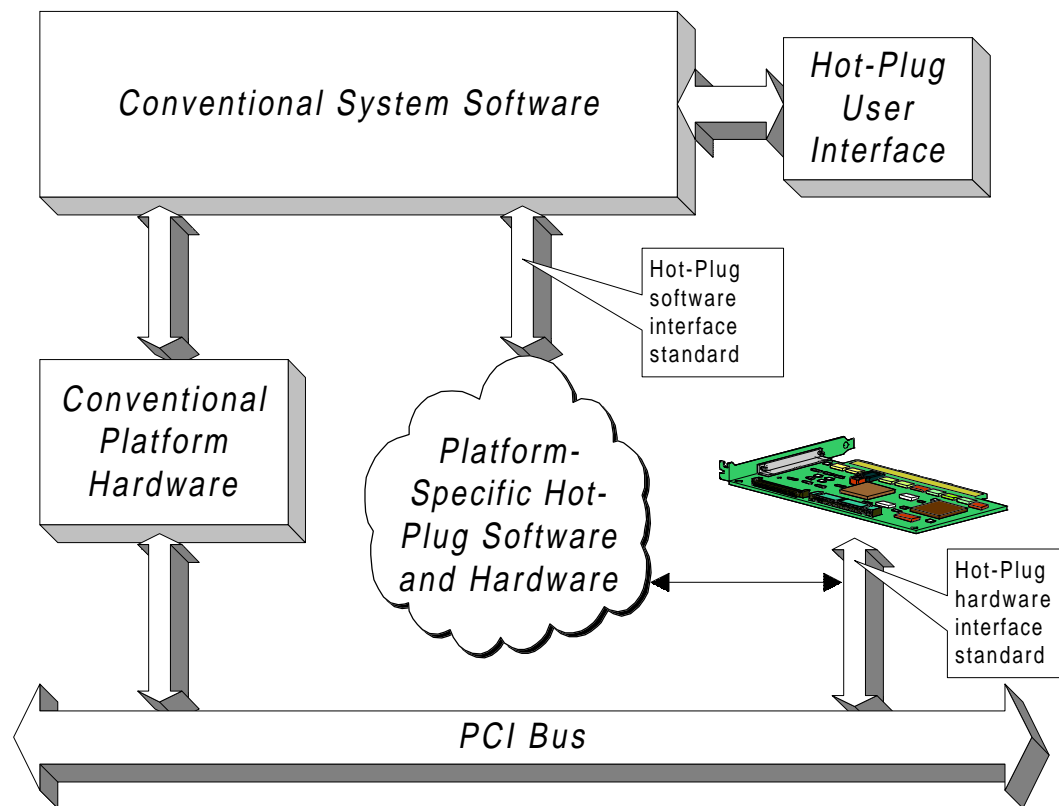 Conventional System Software
Hot-Plug
User
Interface
Hot-Plug
software
interface
standard
Conventional
Platform
Hardware
Platform-
Specific Hot-
Plug Software
and Hardware
Hot-Plug
hardware
interface
standard
PCI Bus